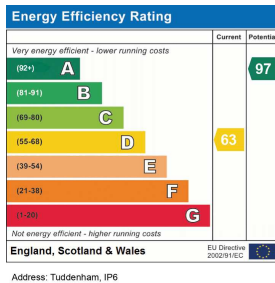 Energy Efficiency Rating
Current Potentia
Very energy efficient - lower running costs
(92+) A 97
(81-91) B
(69-80) C
(55-68) D 63
(39-54) E
(21-38) F
(1-20) G
Not energy efficient - higher running costs
England, Scotland & Wales
EU Directive
2002/91/EC
Address: Tuddenham, IP6